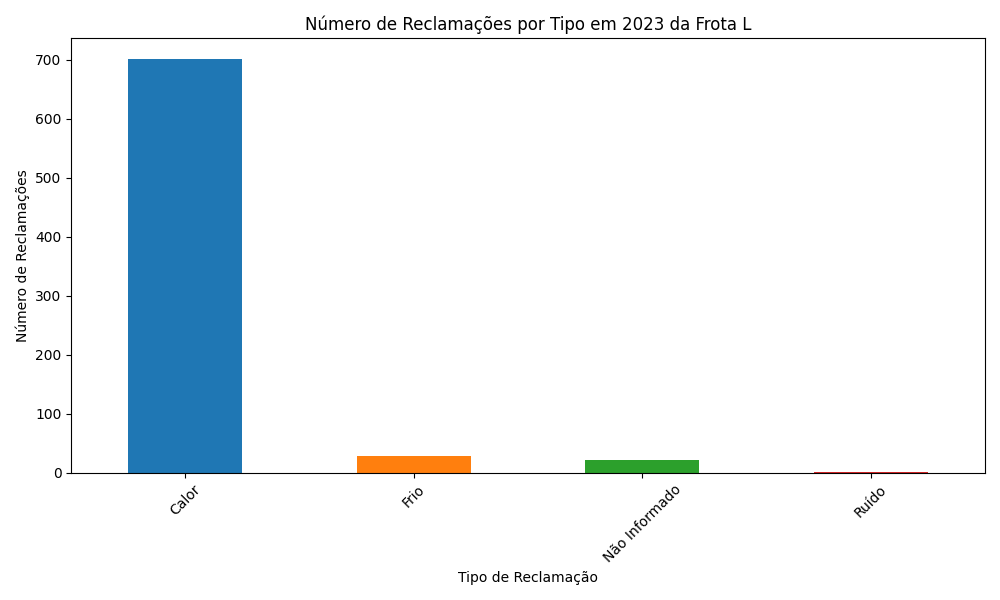 Número de Reclamações por Tipo em 2023 da Frota L
Número de Reclamações
700
600
500
400
300
200
100
0
Calor
Frio
Não Informado
Ruído
Tipo de Reclamação